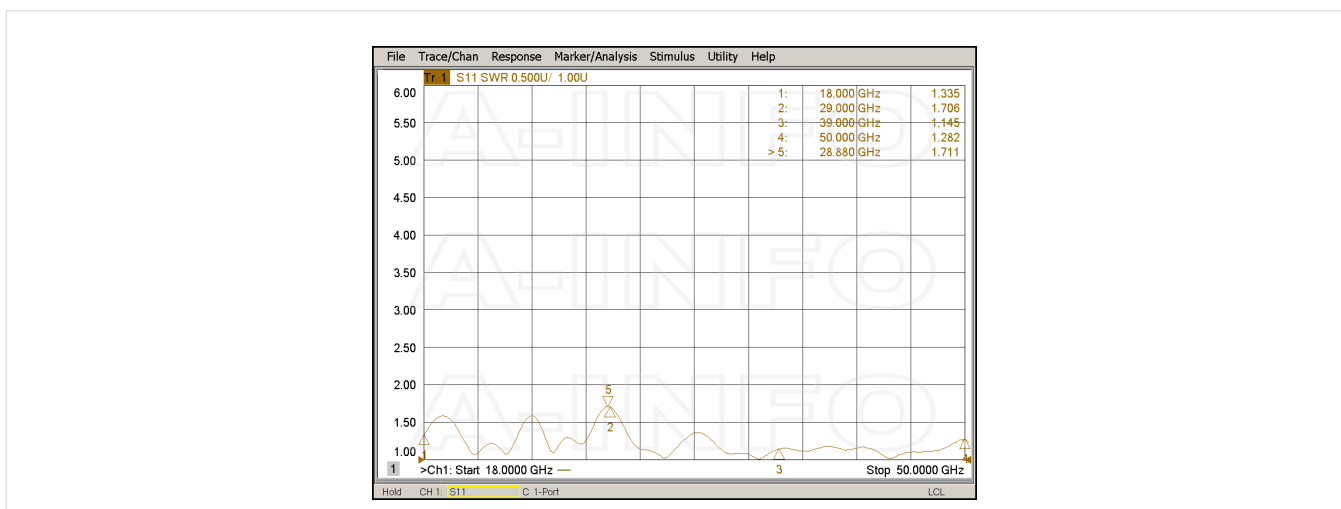 File Trace/Chan Response Marker/Analysis Stimulus Utility Help
Tr 1 S11 SWR 0.500U/ 1.00U
1: 18.000 GHz 1.335
2: 29.000 GHz 1.706
3: 39.000 GHz 1.145
4: 50.000 GHz 1.282
> 5: 28.880 GHz 1.711
6.00
5.50
5.00
4.50
4.00
3.50
3.00
2.50
2.00
1.50
1.00
A-INFO
A-INFO
A-INFO
5
2
1
3
4
1 >Ch1: Start 18.0000 GHz Stop 50.0000 GHz
Hold CH 1: S11 C 1-Port LCL